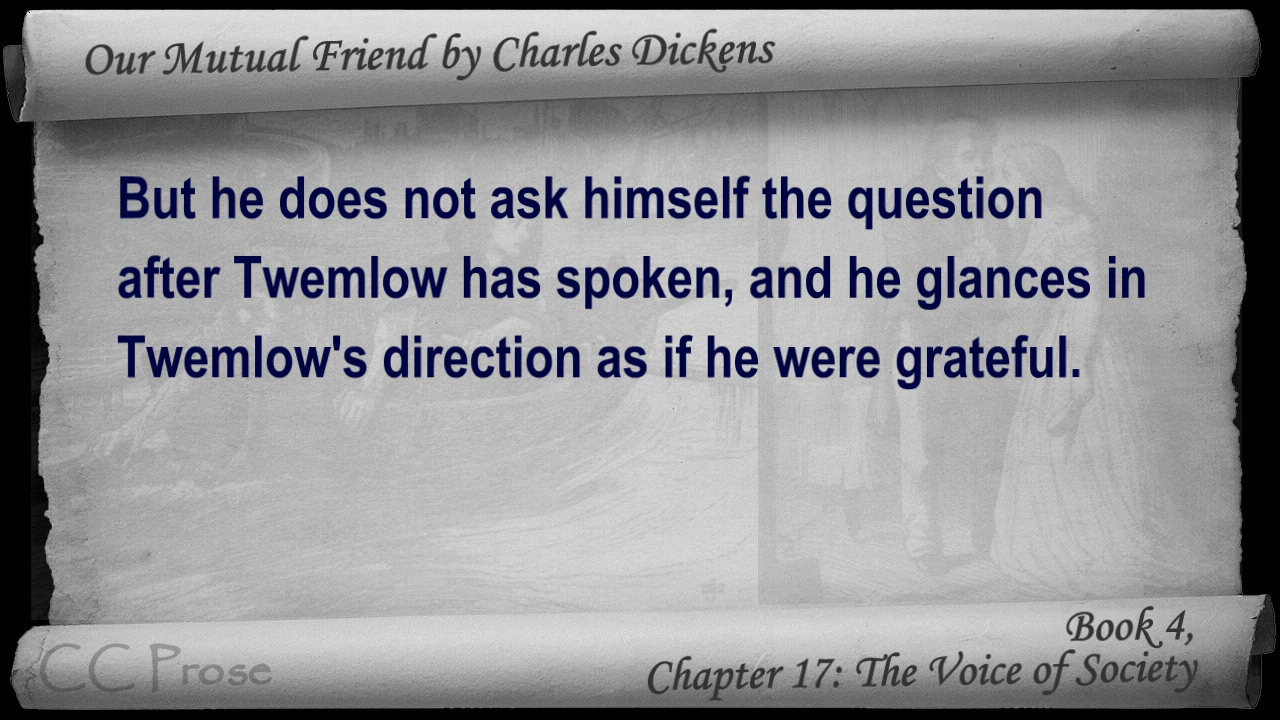 Our Mutual Friend by Charles Dickens
But he does not ask himself the question
after Twemlow has spoken, and he glances in
Twemlow's direction as if he were grateful.
Book 4,
Chapter 17: The Voice of Society
CC Prose